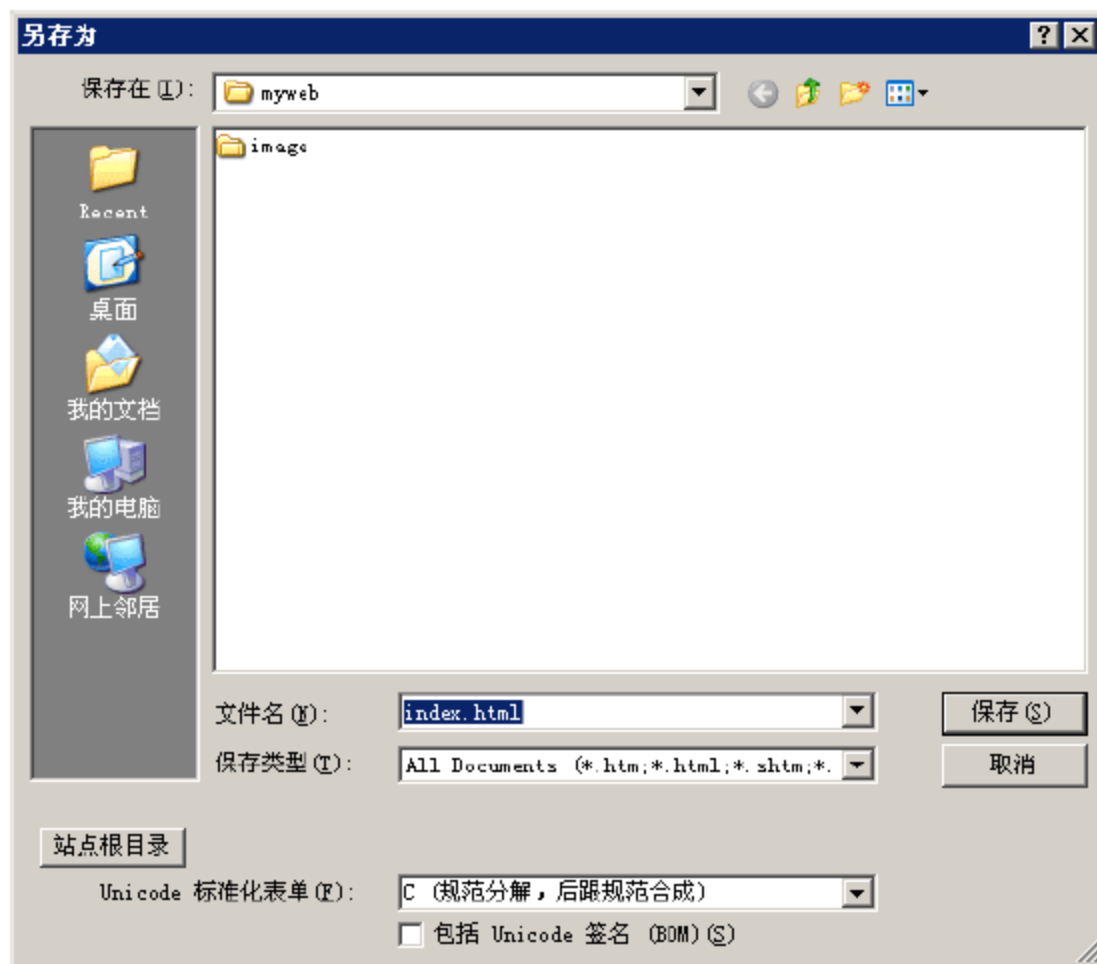 另存为
保存在(I):
myweb
image
Recent
桌面
我的文档
我的电脑
网上邻居
文件名(N):
index.html
保存(S)
保存类型(T):
All Documents (*.htm;*.html;*.shtm;*.
取消
站点根目录
Unicode 标准化表单(F):
C (规范分解，后跟规范合成)
包括 Unicode 签名 (BOM)(S)